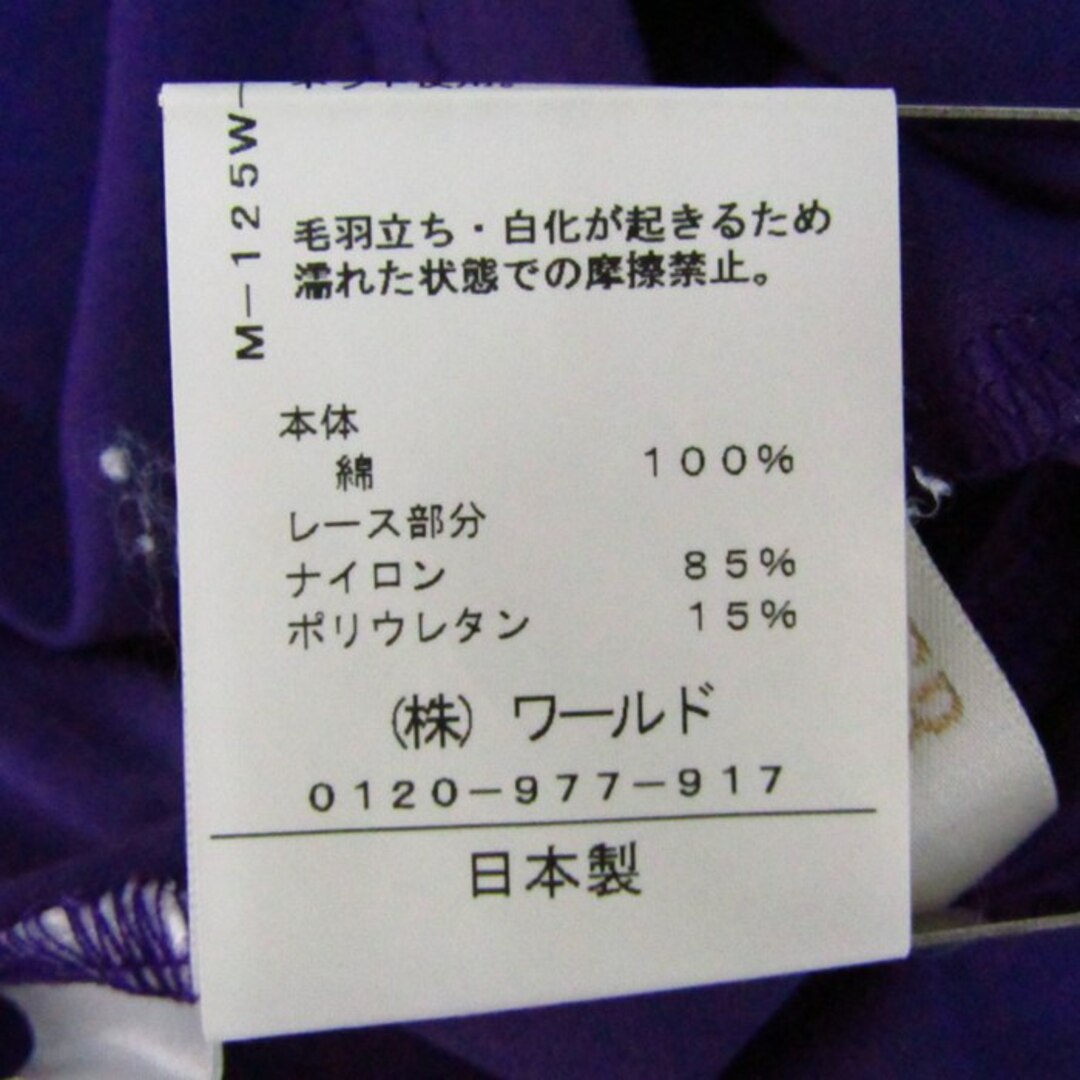 M-125W-
毛羽立ち・白化が起きるため
濡れた状態での摩擦禁止。
本体
綿 100%
レース部分
ナイロン 85%
ポリウレタン 15%
(株) ワールド
0120-977-917
日本製